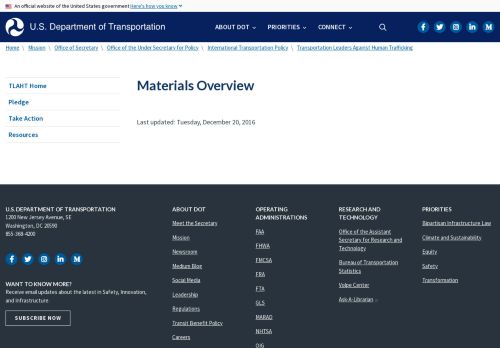 An official website of the United States government Here's how you know
U.S. Department of Transportation
ABOUT DOT
PRIORITIES
CONNECT
Home \ Mission \ Office of Secretary \ Office of the Under Secretary for Policy \ International Transportation Policy \ Transportation Leaders Against Human Trafficking
TLAHT Home
Pledge
Take Action
Resources
Materials Overview
Last updated: Tuesday, December 20, 2016
U.S. DEPARTMENT OF TRANSPORTATION
1200 New Jersey Avenue, SE
Washington, DC 20590
855-368-4200
WANT TO KNOW MORE?
Receive email updates about the latest in Safety, Innovation,
and Infrastructure.
SUBSCRIBE NOW
ABOUT DOT
Meet the Secretary
Mission
Newsroom
Medium Blog
Social Media
Leadership
Regulations
Transit Benefit Policy
Careers
OPERATING
ADMINISTRATIONS
FAA
FHWA
FMCSA
FRA
FTA
GLS
MARAD
NHTSA
OIG
RESEARCH AND
TECHNOLOGY
Office of the Assistant
Secretary for Research and
Technology
Bureau of Transportation
Statistics
Volpe Center
Ask-A-Librarian
PRIORITIES
Bipartisan Infrastructure Law
Climate and Sustainability
Equity
Safety
Transformation